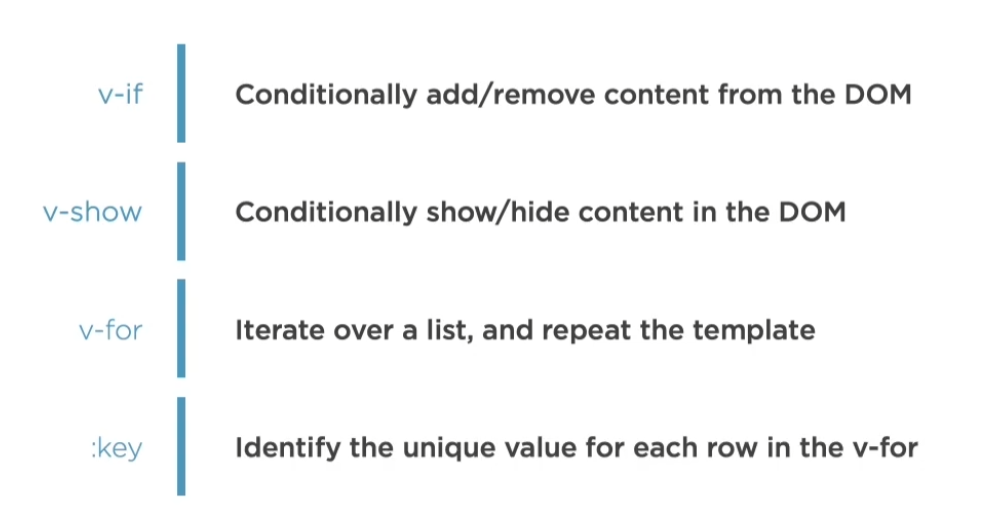 v-if Conditionally add/remove content from the DOM
v-show Conditionally show/hide content in the DOM
v-for Iterate over a list, and repeat the template
:key Identify the unique value for each row in the v-for